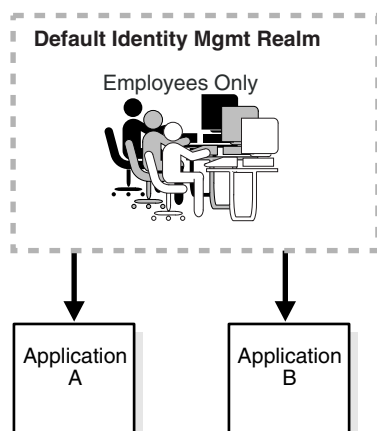 Default Identity Mgmt Realm
Employees Only
Application
A
Application
B